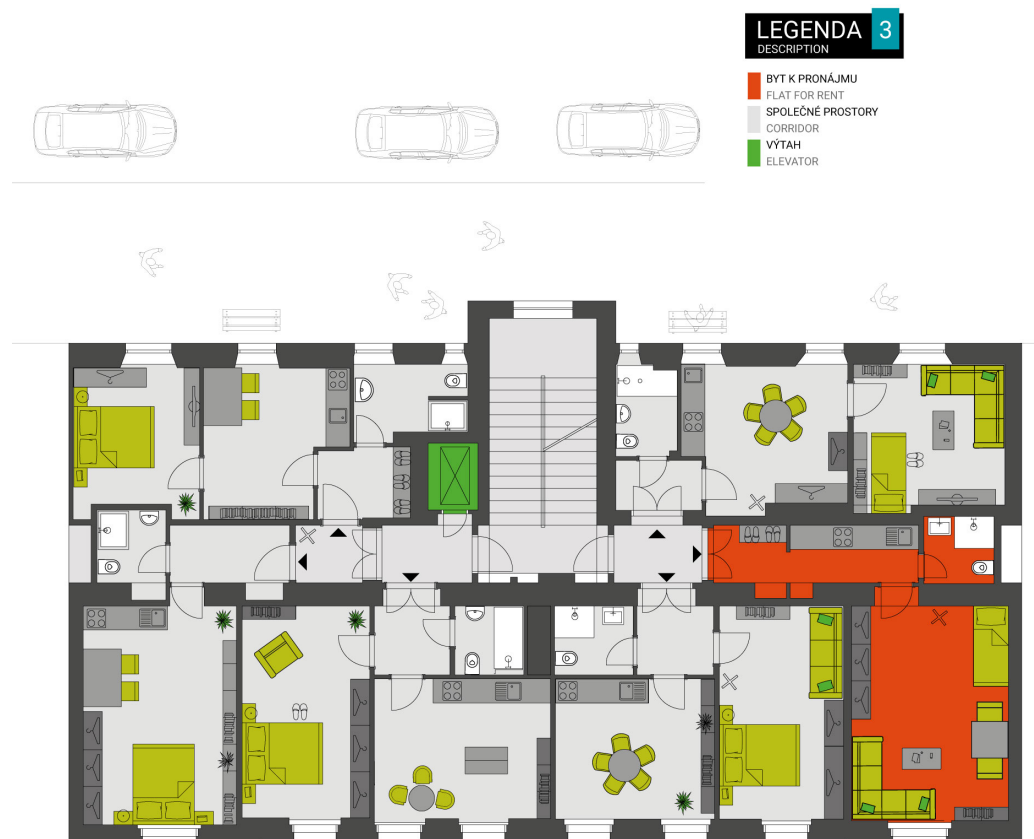 LEGENDA 3
DESCRIPTION
BYT K PRONÁJMU
FLAT FOR RENT
SPOLEČNÉ PROSTORY
CORRIDOR
VÝTAH
ELEVATOR